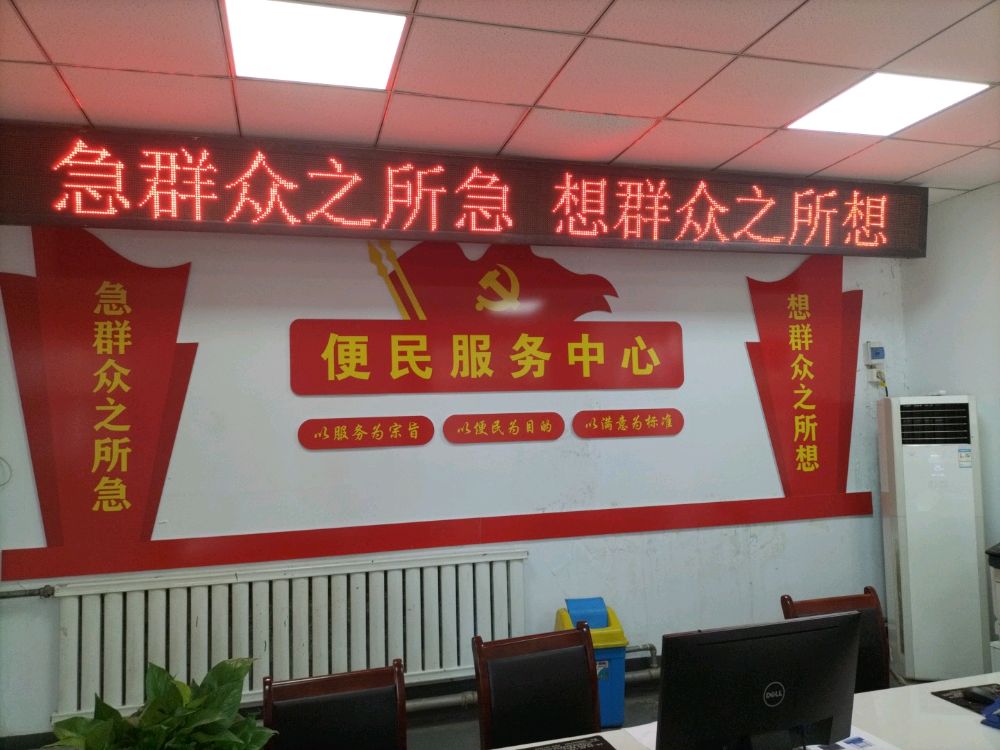 急群众之所急 想群众之所想
急群众之所急
便民服务中心
以服务为宗旨
以便民为目的
以满意为标准
想群众之所想
DELL